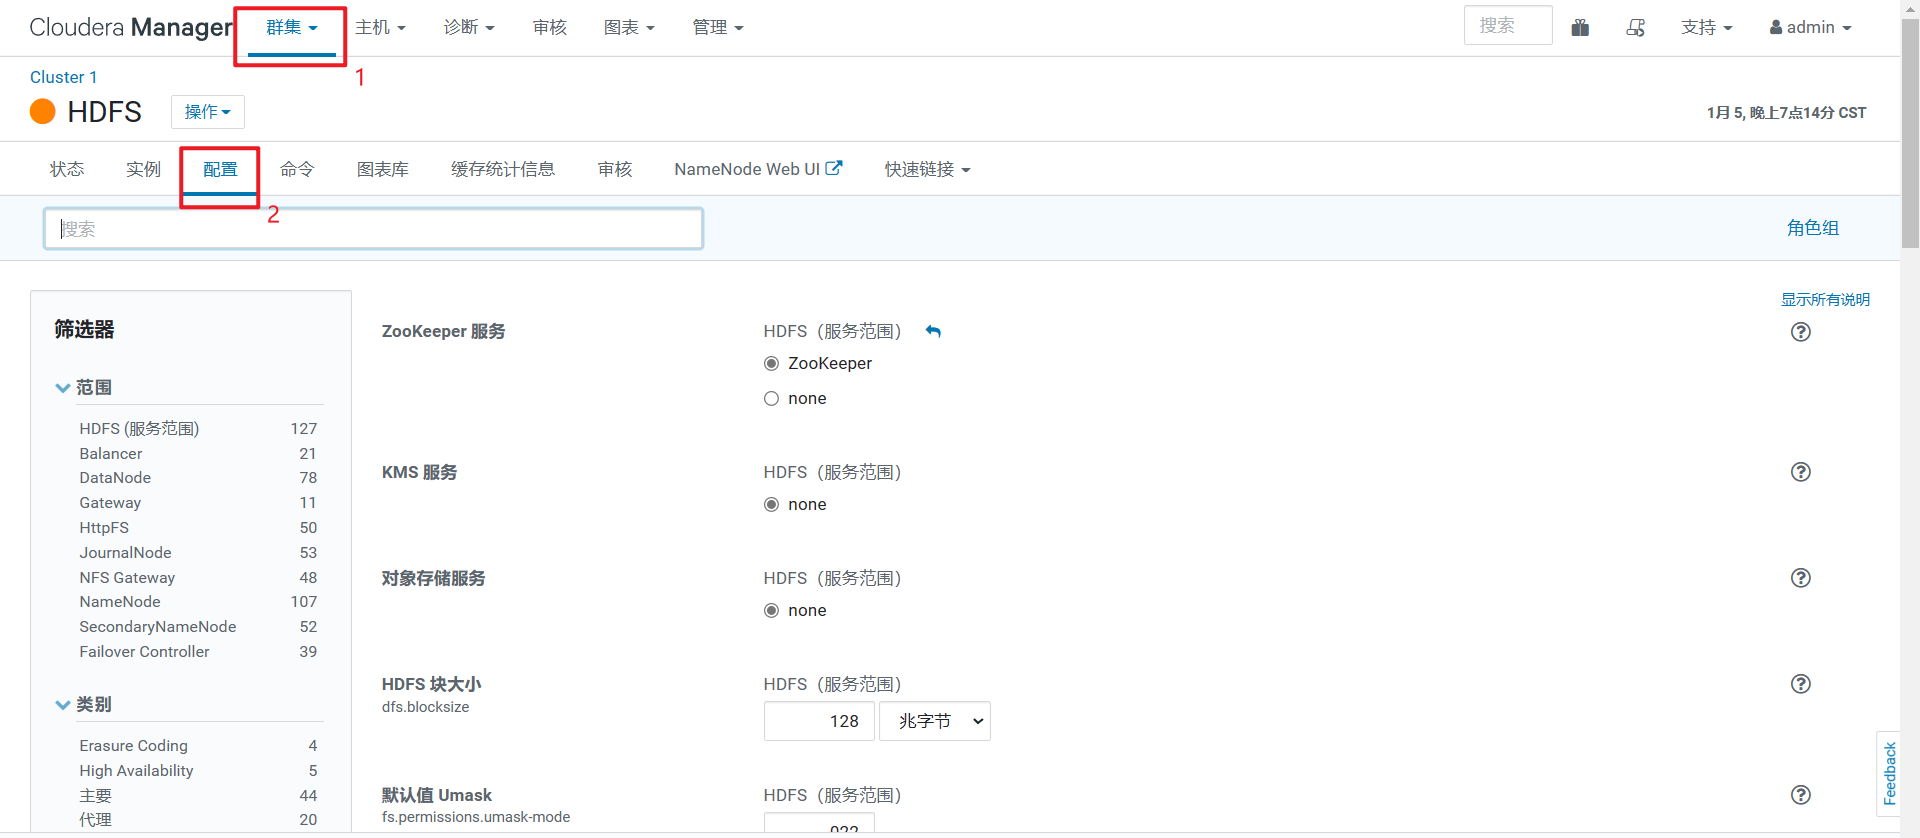 Cloudera Manager 群集 主机 诊断 审核 图表 管理 搜索 支持 admin
1
Cluster 1
HDFS 操作 1月 5, 晚上7点14分 CST
状态 实例 配置 命令 图表库 缓存统计信息 审核 NameNode Web UI 快速链接
2
搜索 角色组
显示所有说明
筛选器
范围
HDFS (服务范围) 127
Balancer 21
DataNode 78
Gateway 11
HttpFS 50
JournalNode 53
NFS Gateway 48
NameNode 107
SecondaryNameNode 52
Failover Controller 39
类别
Erasure Coding 4
High Availability 5
主要 44
代理 20
ZooKeeper 服务 HDFS（服务范围）
ZooKeeper
none
KMS 服务 HDFS（服务范围）
none
对象存储服务 HDFS（服务范围）
none
HDFS 块大小 HDFS（服务范围）
dfs.blocksize 128 兆字节
默认值 Umask HDFS（服务范围）
fs.permissions.umask-mode
022
Feedback